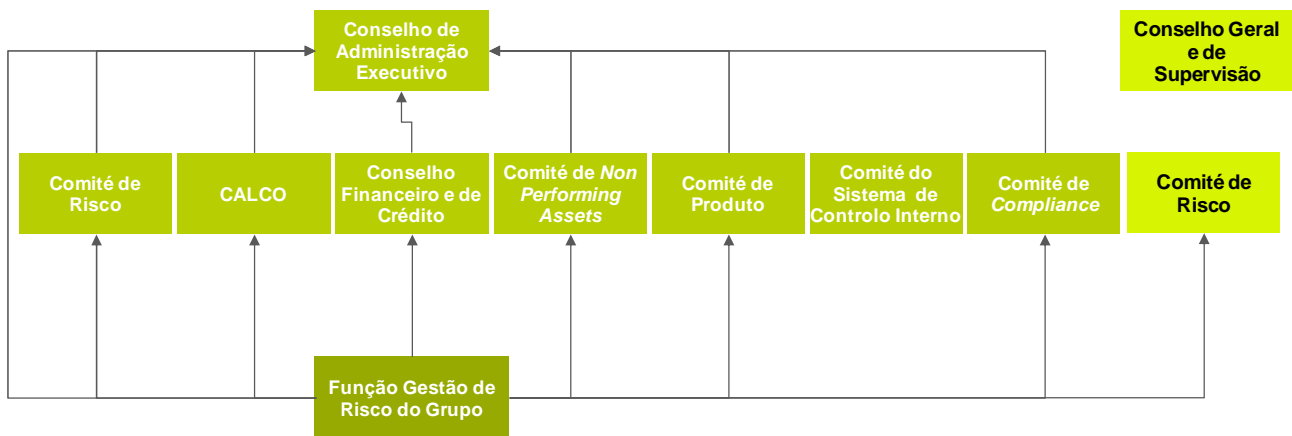 Conselho de
Administração
Executivo
Conselho Geral
e de
Supervisão
Comité de
Risco
CALCO
Conselho
Financeiro e de
Crédito
Comité de Non
Performing
Assets
Comité de
Produto
Comité do
Sistema de
Controlo Interno
Comité de
Compliance
Comité de
Risco
Função Gestão de
Risco do Grupo